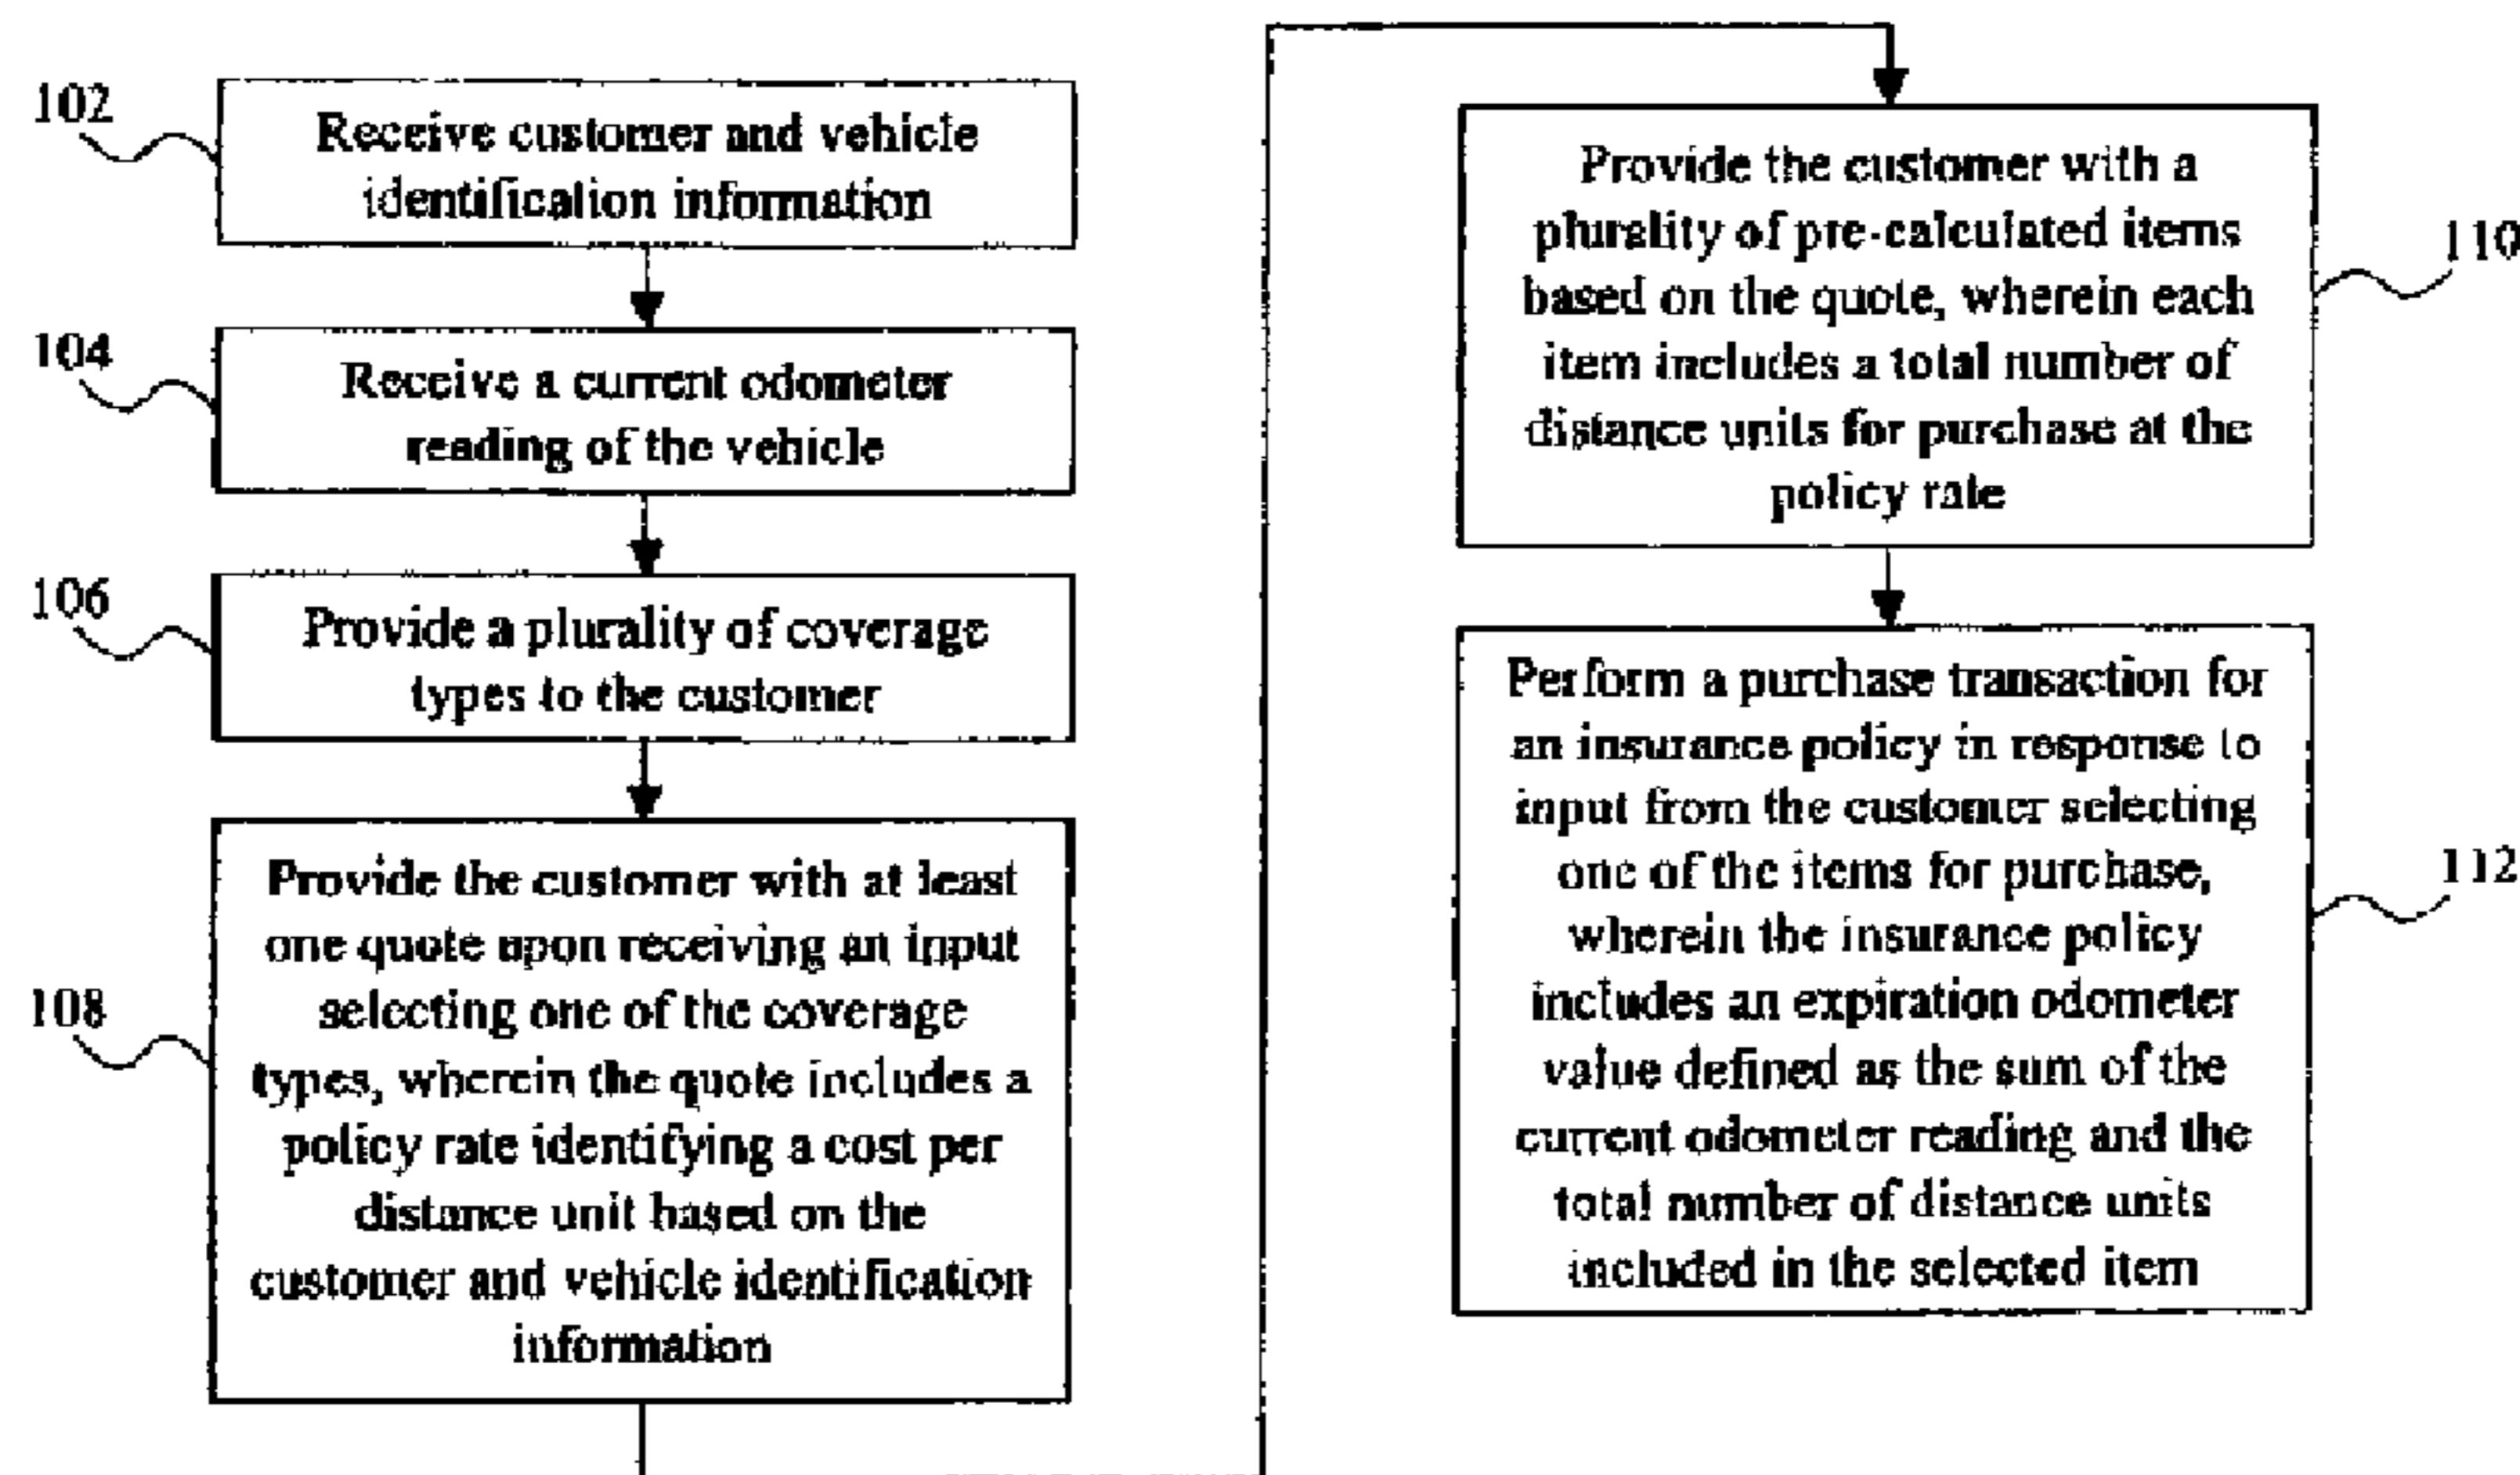 102
Receive customer and vehicle
identification information
104
Receive a current odometer
reading of the vehicle
106
Provide a plurality of coverage
types to the customer
108
Provide the customer with at least
one quote upon receiving an input
selecting one of the coverage
types, wherein the quote includes a
policy rate identifying a cost per
distance unit based on the
customer and vehicle identification
information
110
Provide the customer with a
plurality of pre-calculated items
based on the quote, wherein each
item includes a total number of
distance units for purchase at the
policy rate
112
Perform a purchase transaction for
an insurance policy in response to
input from the customer selecting
one of the items for purchase,
wherein the insurance policy
includes an expiration odometer
value defined as the sum of the
current odometer reading and the
total number of distance units
included in the selected item